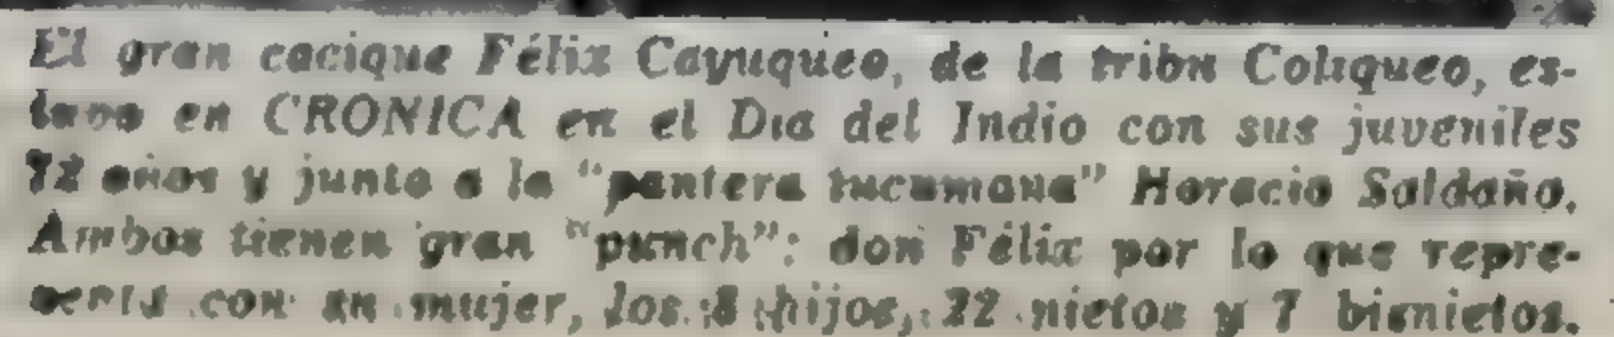 El gran cacique Félix Cayuqueo, de la tribu Coliqueo, es-
tuvo en CRONICA en el Dia del Indio con sus juveniles
72 años y junto a la "pantera tucumana" Horacio Saldaño.
Ambos tienen gran "punch": don Félix por lo que repre-
senta con su mujer, los 8 hijos, 22 nietos y 7 bisnietos.